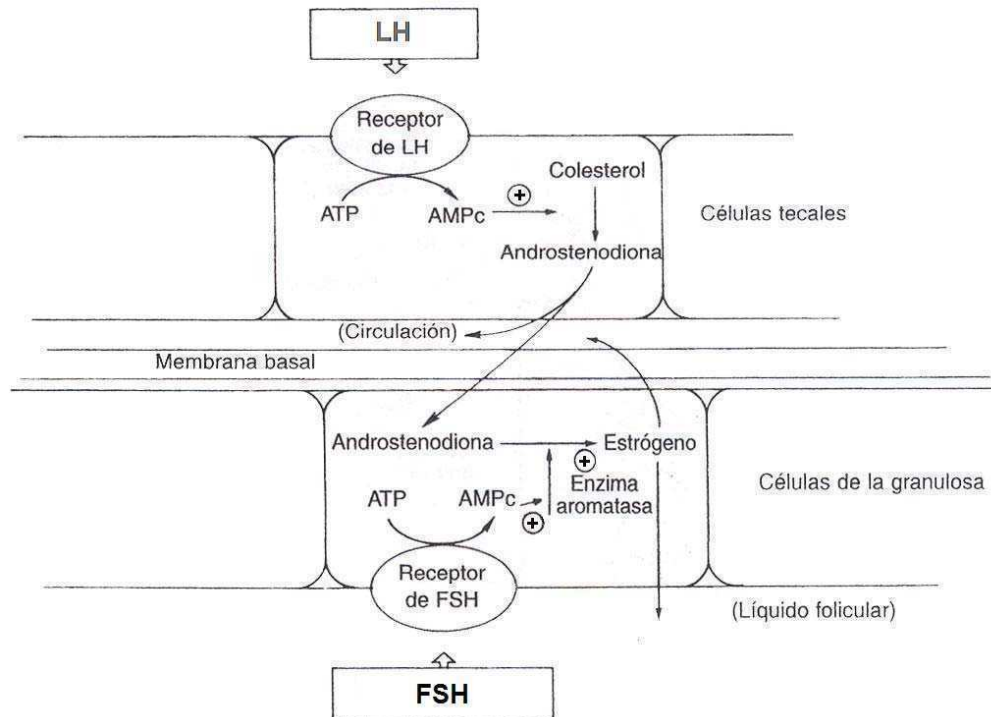 LH
Receptor
de LH
ATP
AMPc
+
Colesterol
Androstenodiona
Células tecales
(Circulación)
Membrana basal
Androstenodiona
Estrógeno
+
Enzima
aromatasa
ATP
AMPc
+
Células de la granulosa
Receptor
de FSH
(Líquido folicular)
FSH